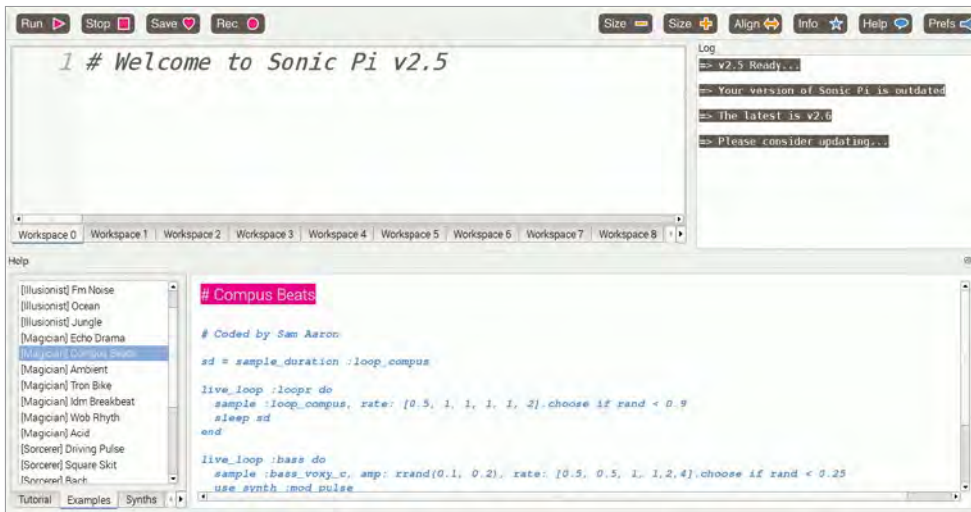 Run Stop Save Rec Size Size Align Info Help Prefs
1 # Welcome to Sonic Pi v2.5
Log
=> v2.5 Ready...
=> Your version of Sonic Pi is outdated
=> The latest is v2.6
=> Please consider updating...
Workspace 0 Workspace 1 Workspace 2 Workspace 3 Workspace 4 Workspace 5 Workspace 6 Workspace 7 Workspace 8
Help
[Illusionist] Fm Noise
[Illusionist] Ocean
[Illusionist] Jungle
[Magician] Echo Drama
[Magician] Compus Beats
[Magician] Ambient
[Magician] Tron Bike
[Magician] Idm Breakbeat
[Magician] Wob Rhyth
[Magician] Acid
[Sorcerer] Driving Pulse
[Sorcerer] Square Skit
[Sorcerer] Bach
Tutorial Examples Synths
# Compus Beats
# Coded by Sam Aaron
sd = sample_duration :loop_compus
live_loop :loopr do
sample :loop_compus, rate: [0.5, 1, 1, 1, 1, 2].choose if rand < 0.9
sleep sd
end
live_loop :bass do
sample :bass_voxy_c, amp: rrand(0.1, 0.2), rate: [0.5, 0.5, 1, 1,2,4].choose if rand < 0.25
use_synth :mod_pulse